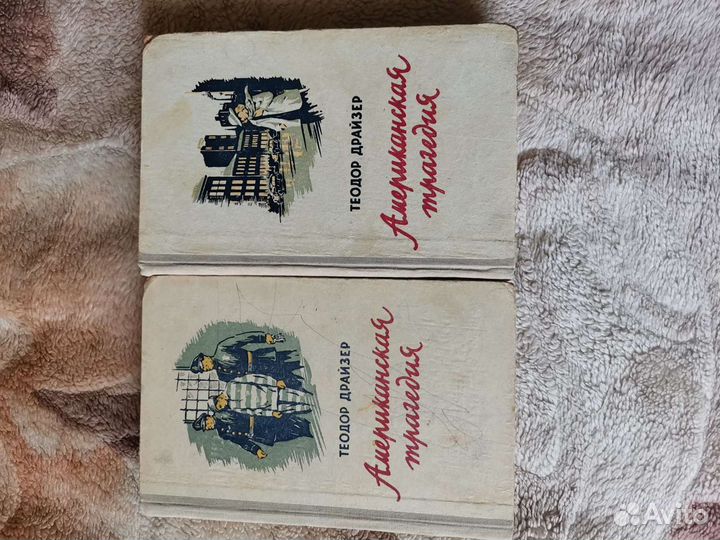 ТЕОДОР ДРАЙЗЕР
Американская
трагедия
ТЕОДОР ДРАЙЗЕР
Американская
трагедия
Avito